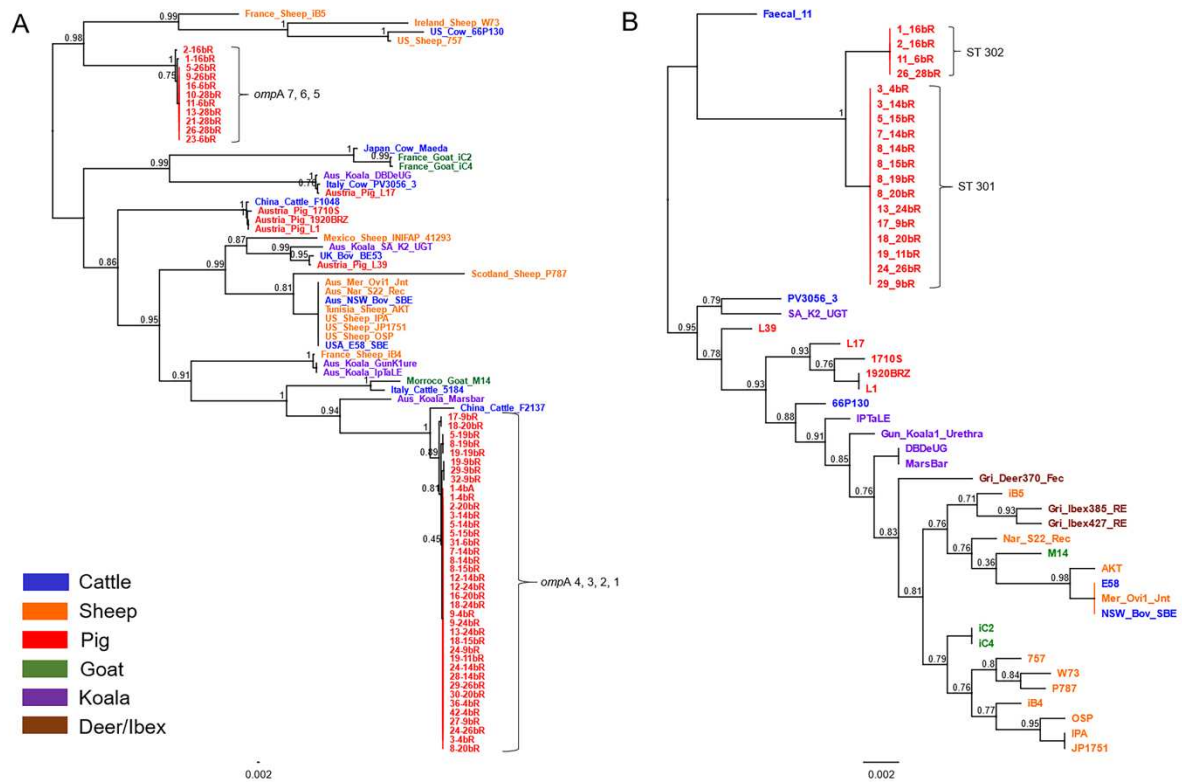 A
France_Sheep_iB5
0.99
Ireland_Sheep_W73
1
US_Cow_66P130
1
US_Sheep_757
0.98
2-16bR
1
1-16bR
5-26bR
9-26bR
0.75
16-6bR
10-28bR
11-6bR
13-28bR
21-28bR
26-28bR
23-6bR
ompA 7, 6, 5
Japan_Cow_Maeda
1
0.99
France_Goat_iC2
0.99
France_Goat_iC4
Aus_Koala_DBDeUG
1
Italy_Cow_PV3056_3
Austria_Pig_L17
China_Cattle_F1048
1
Austria_Pig_1710S
Austria_Pig_1920BRZ
Austria_Pig_L1
0.86
Mexico_Sheep_INIFAP_41293
0.87
Aus_Koala_SA_K2_UGT
0.99
UK_Bov_BE53
0.95
Austria_Pig_L39
0.99
Scotland_Sheep_P787
0.81
Aus_Mer_Ovi1_Jnt
Aus_Nar_S22_Rec
Aus_NSW_Bov_SBE
Tunisia_Sheep_AKT
US_Sheep_IPA
US_Sheep_JP1751
US_Sheep_OSP
USA_E58_SBE
0.95
France_Sheep_iB4
1
Aus_Koala_GunK1ure
Aus_Koala_IpTaLE
0.91
Morroco_Goat_M14
1
Italy_Cattle_5184
1
Aus_Koala_Marsbar
0.94
China_Cattle_F2137
1
17-9bR
18-20bR
5-19bR
8-19bR
0.89
19-19bR
19-9bR
29-9bR
32-9bR
0.81
1-4bA
1-4bR
2-20bR
3-14bR
5-14bR
5-15bR
0.45
31-6bR
7-14bR
8-14bR
8-15bR
12-14bR
12-24bR
16-20bR
18-24bR
9-4bR
9-24bR
13-24bR
18-15bR
24-9bR
19-11bR
24-14bR
28-14bR
29-26bR
30-20bR
36-4bR
42-4bR
27-9bR
24-26bR
3-4bR
8-20bR
ompA 4, 3, 2, 1
Cattle
Sheep
Pig
Goat
Koala
Deer/Ibex
0.002
B
Faecal_11
1_16bR
2_16bR
11_6bR
26_28bR
ST 302
1
3_4bR
3_14bR
5_15bR
7_14bR
8_14bR
8_15bR
8_19bR
8_20bR
13_24bR
17_9bR
18_20bR
19_11bR
24_26bR
29_9bR
ST 301
PV3056_3
0.79
SA_K2_UGT
0.95
L39
0.78
L17
0.93
1710S
0.76
1920BRZ
L1
0.93
66P130
0.88
IPTaLE
0.91
Gun_Koala1_Urethra
0.85
DBDeUG
MarsBar
0.76
Gri_Deer370_Fec
0.83
iB5
0.71
Gri_Ibex385_RE
0.93
Gri_Ibex427_RE
0.76
Nar_S22_Rec
0.76
M14
0.36
AKT
0.98
E58
Mer_Ovi1_Jnt
NSW_Bov_SBE
0.81
iC2
iC4
0.79
757
0.8
W73
0.84
P787
0.76
iB4
0.77
OSP
0.95
IPA
JP1751
0.002